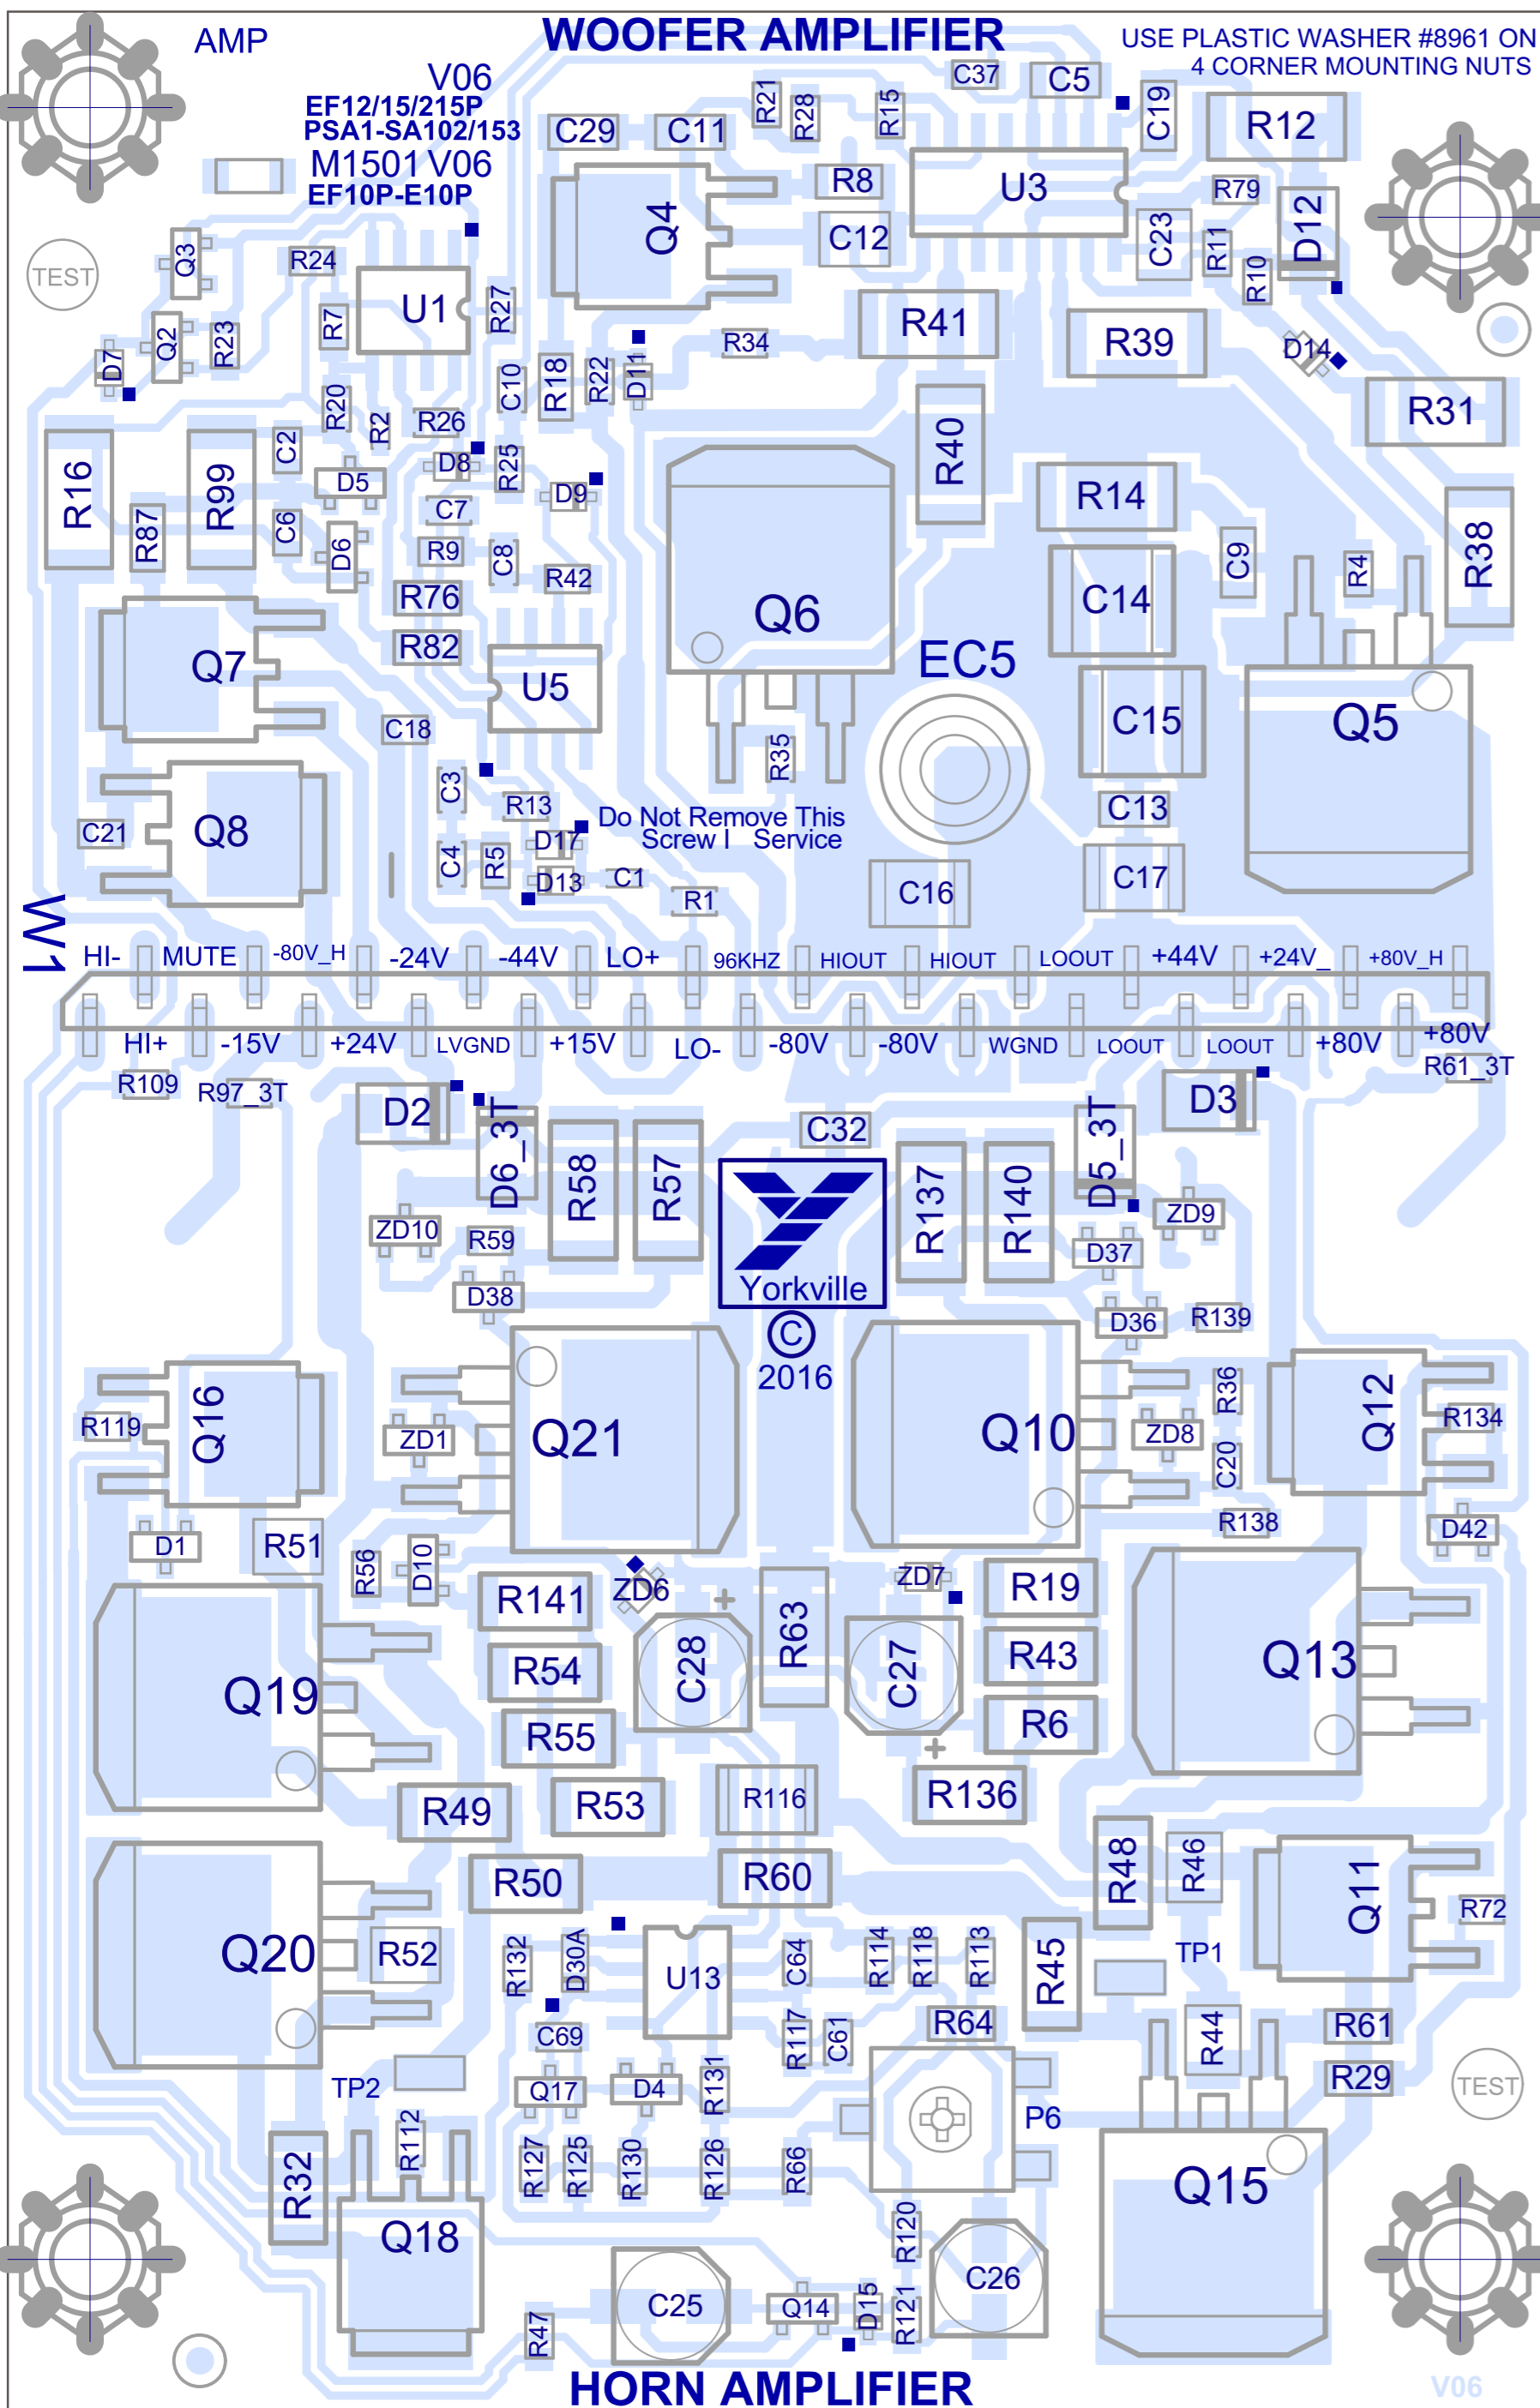 WOOFER AMPLIFIER
AMP
USE PLASTIC WASHER #8961 ON
4 CORNER MOUNTING NUTS
V06
EF12/15/215P
PSA1-SA102/153
M1501 V06
EF10P-E10P
C37
C5
R21
R28
R15
C19
R12
C29
C11
R8
U3
R79
D12
Q4
C12
C23
R11
R10
Q3
R24
TEST
U1
R27
R7
R41
R39
D14
Q2
R23
D7
R34
R18
R22
D11
C10
R31
R20
R2
R26
R40
R16
R99
C2
D8
R25
D5
D9
R14
C7
R87
C6
D6
R9
C8
R42
C9
R4
R38
R76
C14
Q6
R82
EC5
Q7
U5
C18
C15
Q5
R35
C3
R13
C13
Do Not Remove This
Screw I Service
C21
Q8
D17
C4
R5
D13
C1
R1
C16
C17
W1
HI-
MUTE
-80V_H
-24V
-44V
LO+
96KHZ
HIOUT
HIOUT
LOOUT
+44V
+24V_
+80V_H
HI+
-15V
+24V
LVGND
+15V
LO-
-80V
-80V
WGND
LOOUT
LOOUT
+80V
+80V
R109
R97_3T
R61_3T
D2
D3
D6_3T
R58
R57
C32
R137
R140
D5_3T
ZD10
R59
ZD9
D37
D38
Yorkville
D36
R139
©
2016
R119
Q16
ZD1
Q21
Q10
ZD8
R36
C20
Q12
R134
R138
D42
D1
R51
R56
D10
R141
ZD6
R63
ZD7
R19
C28
C27
R54
R43
Q13
Q19
R55
R6
R49
R53
R116
R136
R50
R60
R48
R46
Q11
R72
Q20
R52
R132
D30A
U13
C64
R114
R118
R113
R45
TP1
C69
R117
C61
R64
R44
R61
TP2
Q17
D4
R131
R29
TEST
P6
R112
R32
R127
R125
R130
R126
R66
Q15
Q18
R120
C26
C25
Q14
D15
R121
R47
HORN AMPLIFIER
V06